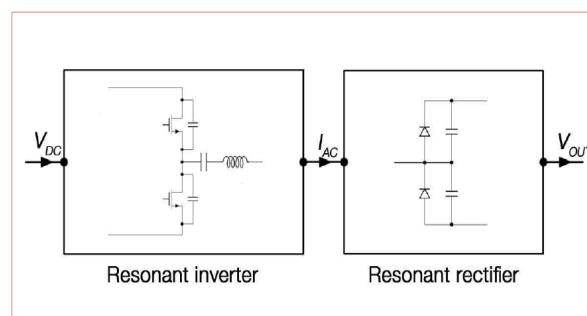 V_DC
I_AC
V_OUT
Resonant inverter
Resonant rectifier